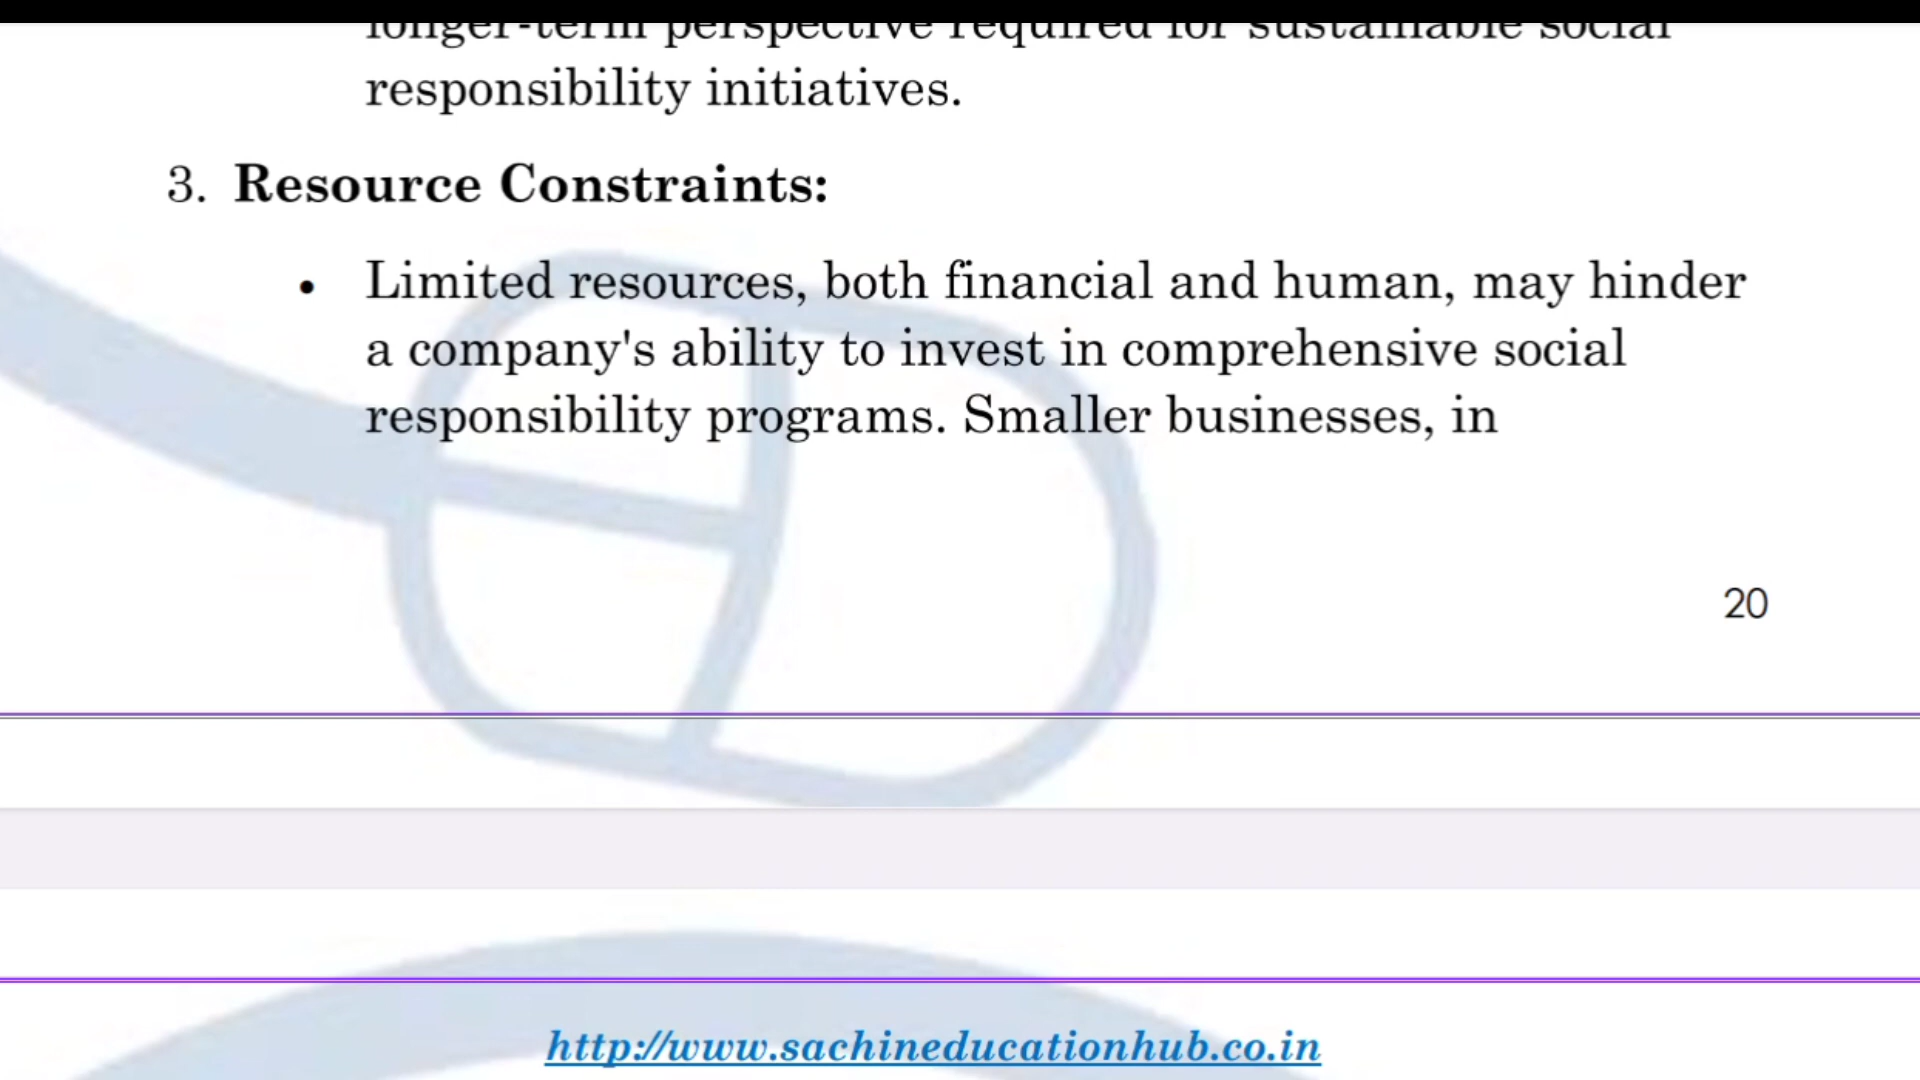 longer-term perspective required for sustainable social
responsibility initiatives.
3. Resource Constraints:
• Limited resources, both financial and human, may hinder
a company's ability to invest in comprehensive social
responsibility programs. Smaller businesses, in
20
http://www.sachineducationhub.co.in